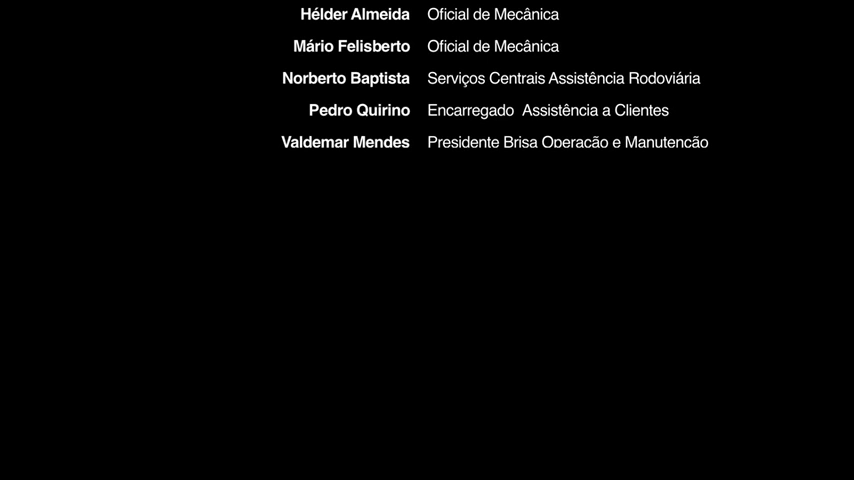 Hélder Almeida Oficial de Mecânica
Mário Felisberto Oficial de Mecânica
Norberto Baptista Serviços Centrais Assistência Rodoviária
Pedro Quirino Encarregado  Assistência a Clientes
Valdemar Mendes Presidente Brisa Operação e Manutenção